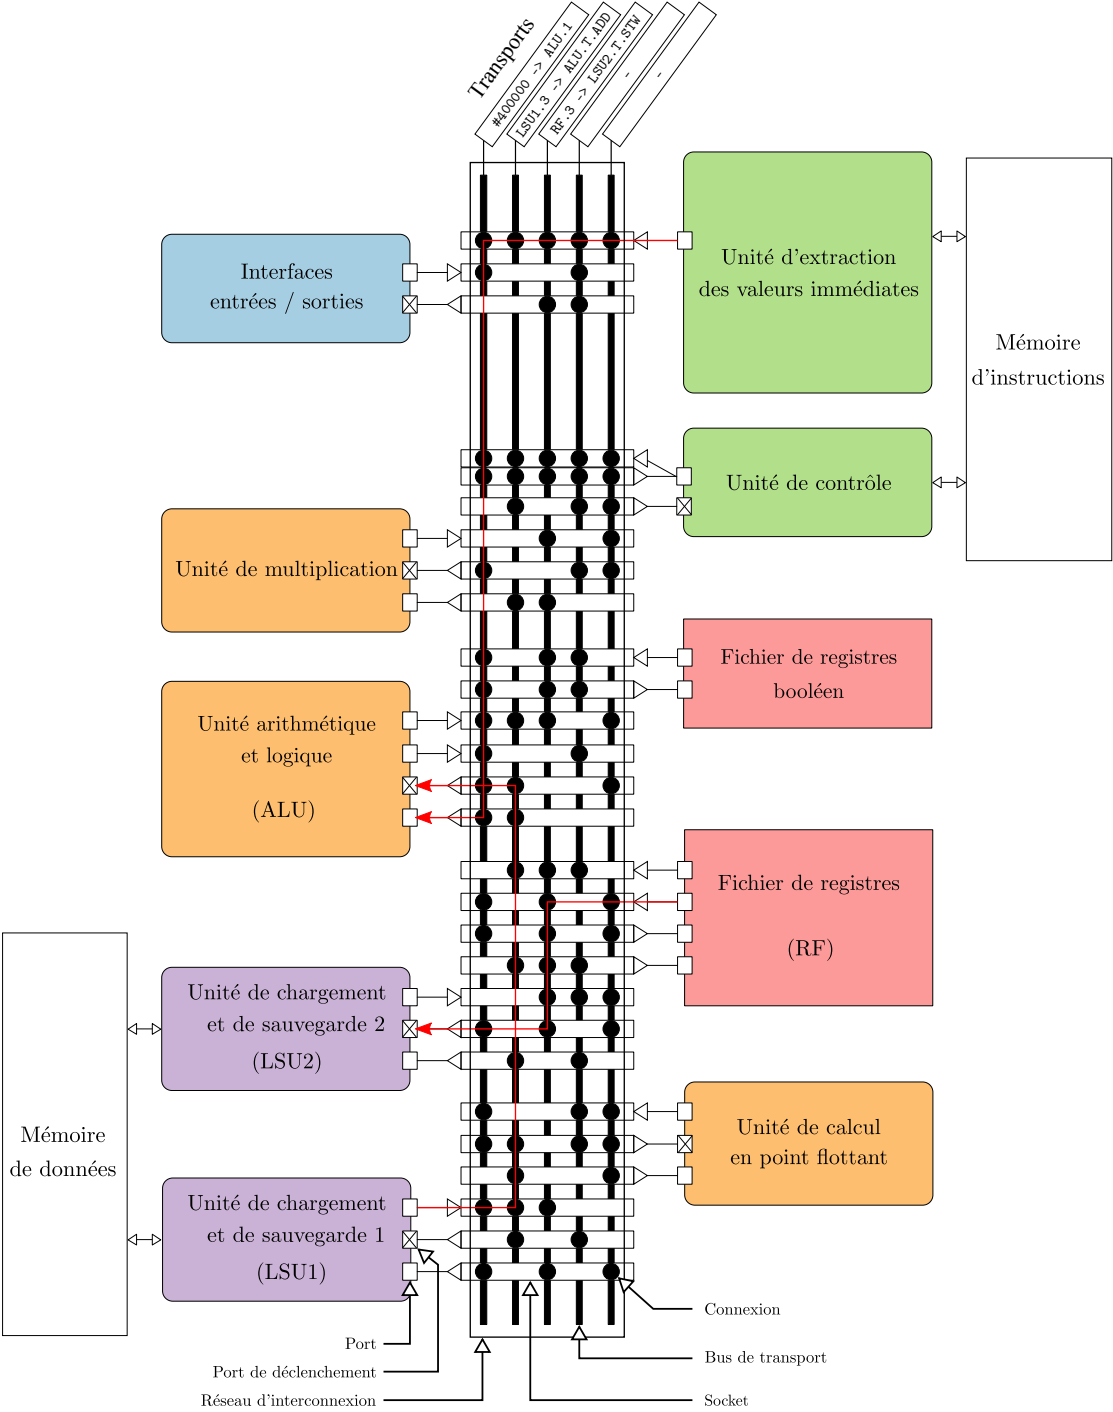 Transports
#400000 -> ALU.1
LSU1.3 -> ALU.T.ADD
RF.3 -> LSU2.T.STW
-
-
Interfaces
entrées / sorties
Unité d'extraction
des valeurs immédiates
Mémoire
d'instructions
Unité de contrôle
Unité de multiplication
Fichier de registres
booléen
Unité arithmétique
et logique
(ALU)
Fichier de registres
(RF)
Unité de chargement
et de sauvegarde 2
(LSU2)
Mémoire
de données
Unité de calcul
en point flottant
Unité de chargement
et de sauvegarde 1
(LSU1)
Connexion
Port
Bus de transport
Port de déclenchement
Réseau d'interconnexion
Socket